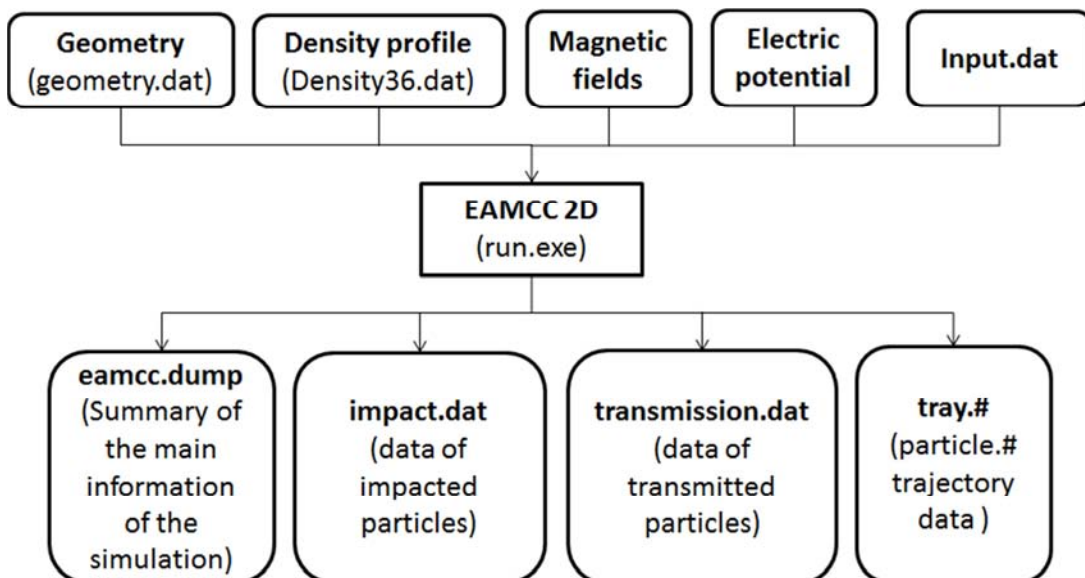 Geometry
(geometry.dat)
Density profile
(Density36.dat)
Magnetic
fields
Electric
potential
Input.dat
EAMCC 2D
(run.exe)
eamcc.dump
(Summary of
the main
information
of the
simulation)
impact.dat
(data of
impacted
particles)
transmission.dat
(data of
transmitted
particles)
tray.#
(particle.#
trajectory
data )